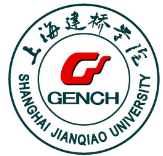 上海建桥学院
GENCH
SHANGHAI JIANQIAO UNIVERSITY